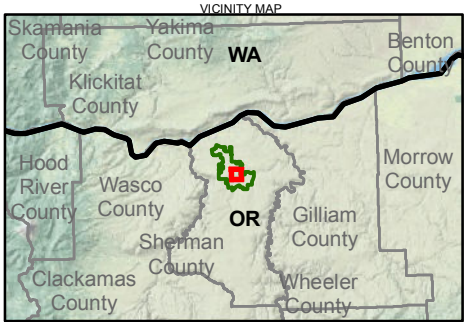 VICINITY MAP
Skamania
County
Yakima
County
WA
Benton
County
Klickitat
County
Hood
River
County
Wasco
County
Morrow
County
OR
Gilliam
County
Sherman
County
Clackamas
County
Wheeler
County